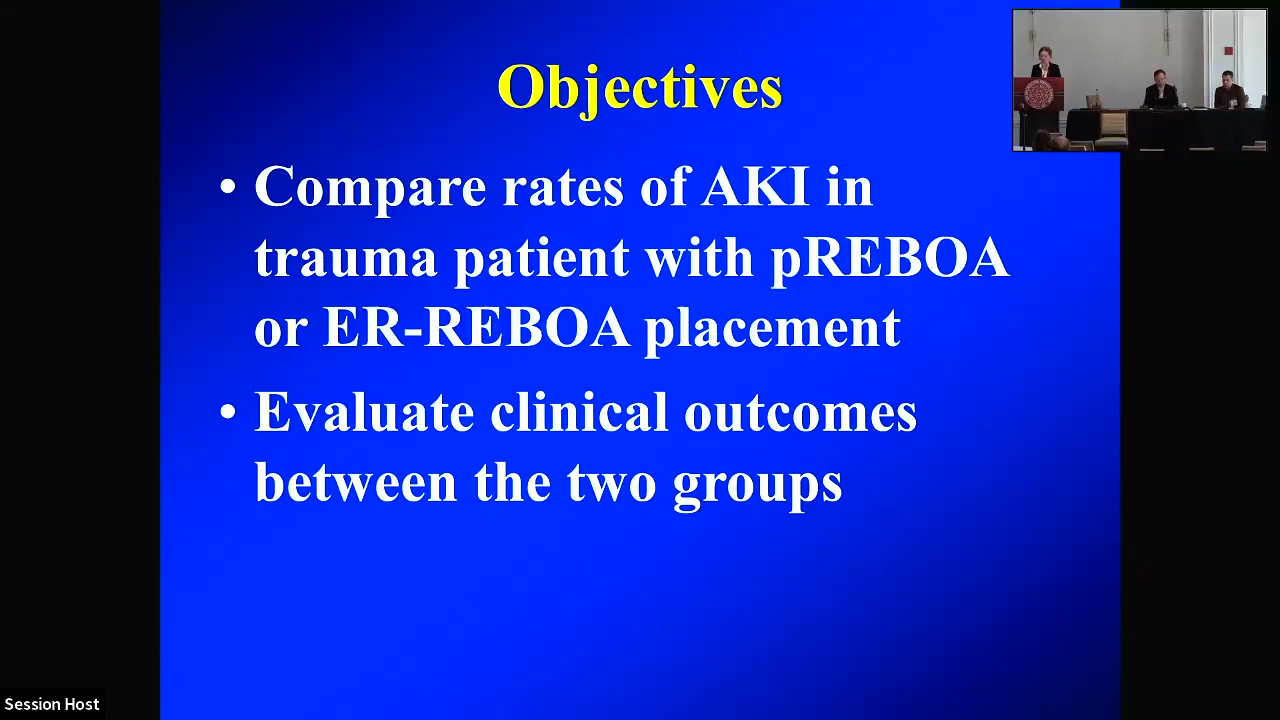 Objectives
• Compare rates of AKI in
trauma patient with pREBOA
or ER-REBOA placement
• Evaluate clinical outcomes
between the two groups
Session Host